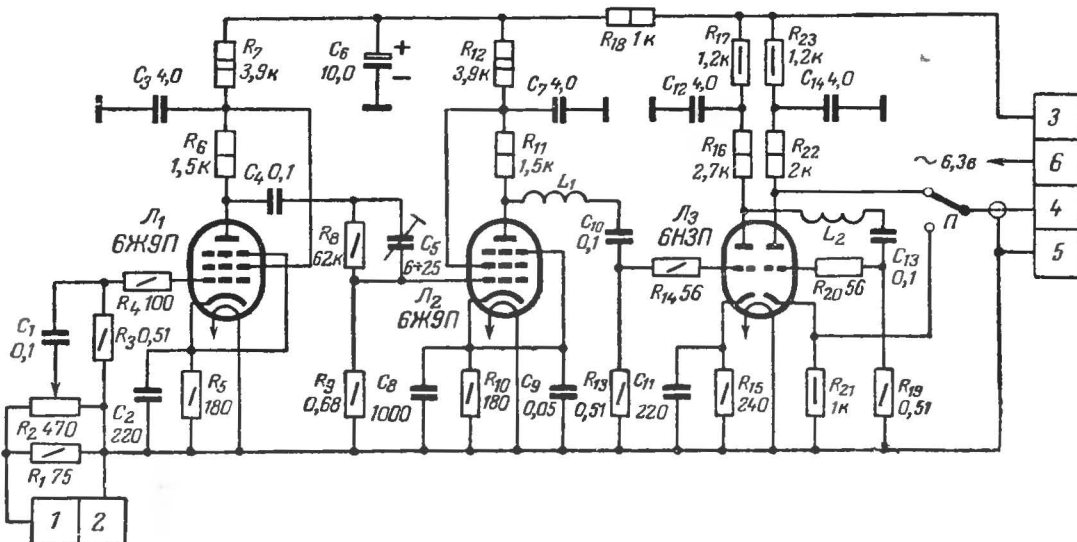 R18 1к
R7
3,9к
C6
10,0
+
−
R12
3,9к
R17
1,2к
R23
1,2к
C3 4,0
C7 4,0
C12 4,0
C14 4,0
3
R6
1,5к
R11
1,5к
R16
2,7к
R22
2к
~6,3в
6
C4 0,1
L1
4
Л1
6Ж9П
R8
62к
C5
6÷25
C10
0,1
Л3
6Н3П
L2
П
C13
0,1
5
R4 100
Л2
6Ж9П
R14 56
R20 56
C1
0,1
R3 0,51
R2 470
C2
220
R5
180
R9
0,68
C8
1000
R10
180
C9
0,05
R13
0,51
C11
220
R15
240
R21
1к
R19
0,51
R1 75
1
2